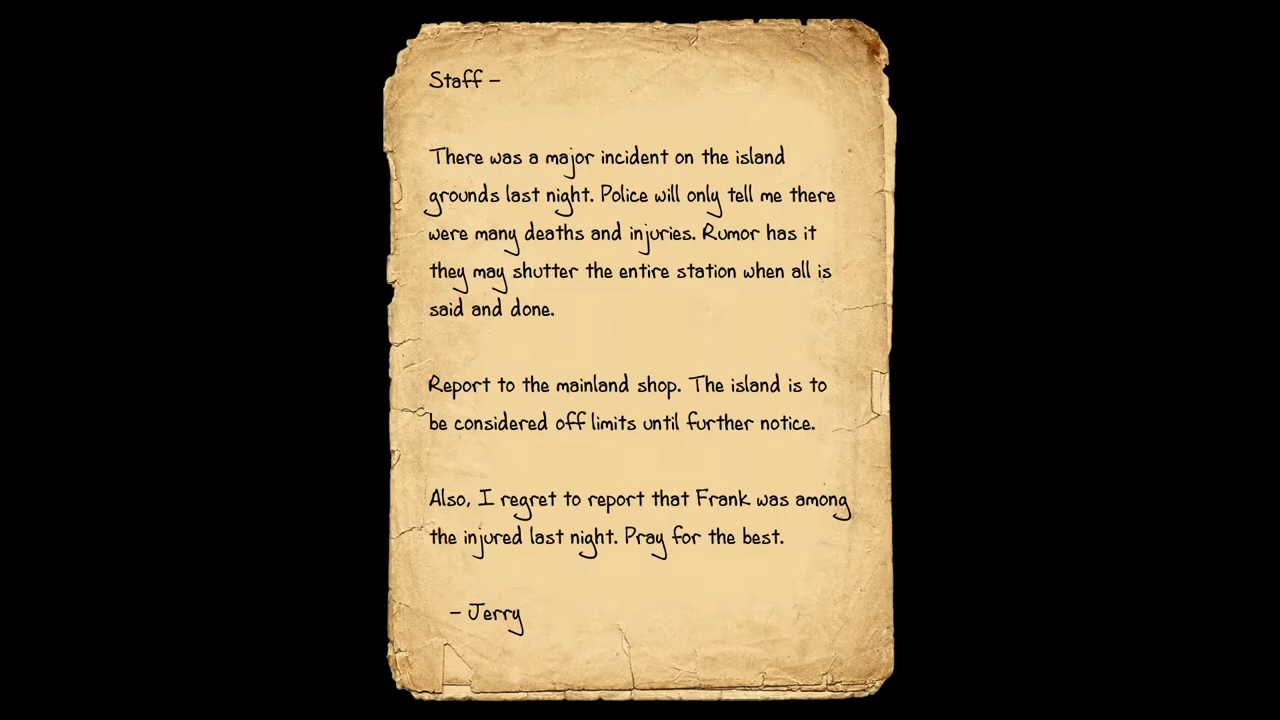 Staff –
There was a major incident on the island
grounds last night. Police will only tell me there
were many deaths and injuries. Rumor has it
they may shutter the entire station when all is
said and done.
Report to the mainland shop. The island is to
be considered off limits until further notice.
Also, I regret to report that Frank was among
the injured last night. Pray for the best.
– Jerry